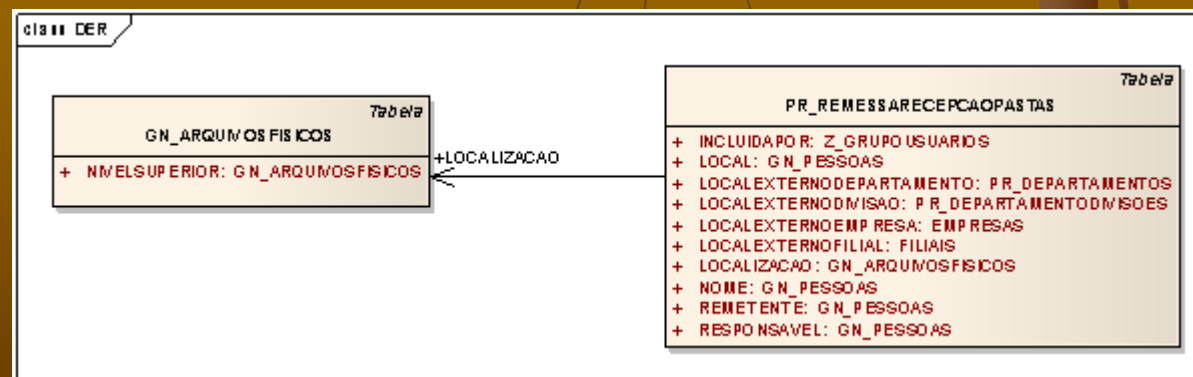 class DER
Tabela
GN_ARQUIVOSFISICOS
+ NIVELSUPERIOR: GN_ARQUIVOSFISICOS
+LOCALIZACAO
Tabela
PR_REMESSARECEPCAOPASTAS
+ INCLUIDAPOR: Z_GRUPOUSUARIOS
+ LOCAL: GN_PESSOAS
+ LOCALEXTERNODEPARTAMENTO: PR_DEPARTAMENTOS
+ LOCALEXTERNODIVISAO: PR_DEPARTAMENTODIVISOES
+ LOCALEXTERNOEMPRESA: EMPRESAS
+ LOCALEXTERNOFILIAL: FILIAIS
+ LOCALIZACAO: GN_ARQUIVOSFISICOS
+ NOME: GN_PESSOAS
+ REMETENTE: GN_PESSOAS
+ RESPONSAVEL: GN_PESSOAS